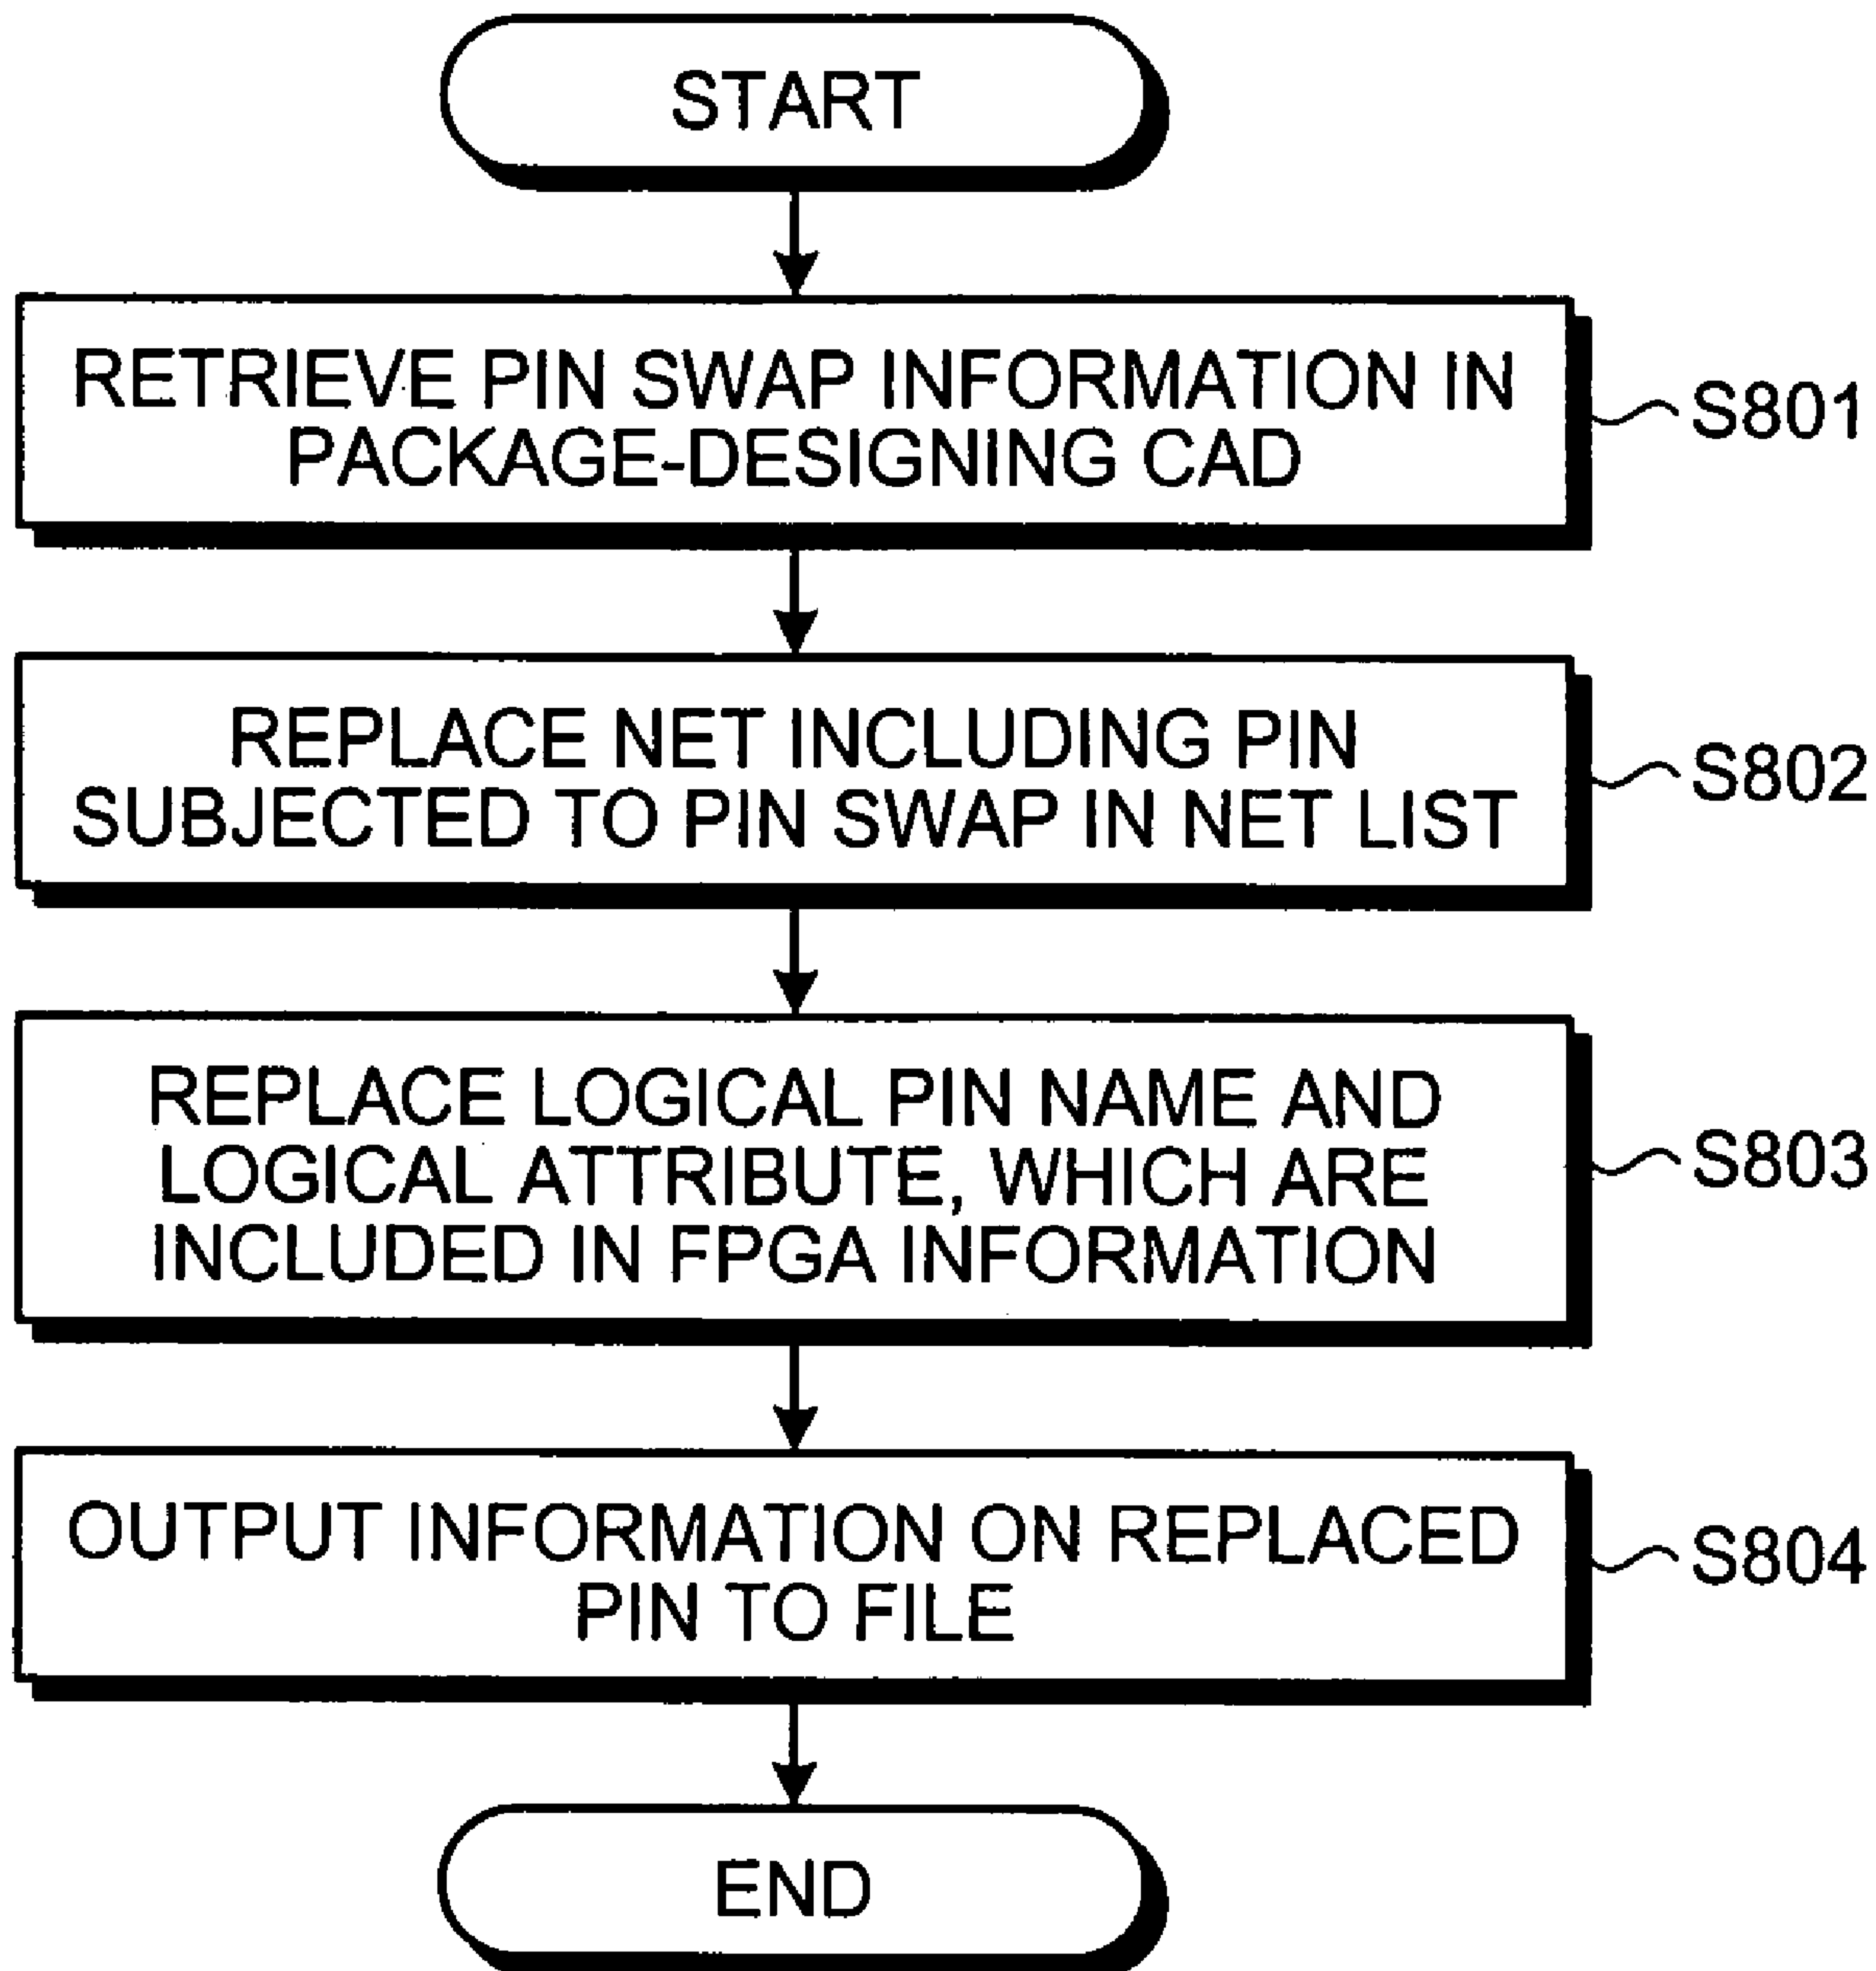 START
RETRIEVE PIN SWAP INFORMATION IN
PACKAGE-DESIGNING CAD
S801
REPLACE NET INCLUDING PIN
SUBJECTED TO PIN SWAP IN NET LIST
S802
REPLACE LOGICAL PIN NAME AND
LOGICAL ATTRIBUTE, WHICH ARE
INCLUDED IN FPGA INFORMATION
S803
OUTPUT INFORMATION ON REPLACED
PIN TO FILE
S804
END